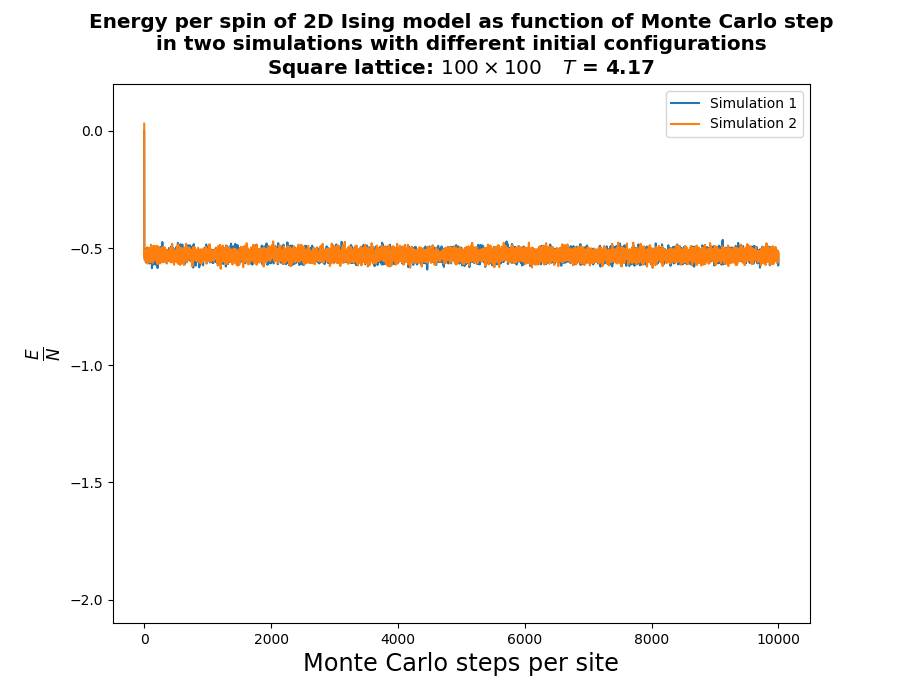 Energy per spin of 2D Ising model as function of Monte Carlo step
in two simulations with different initial configurations
Square lattice: 100 × 100 T = 4.17
Simulation 1
Simulation 2
0.0
−0.5
−1.0
−1.5
−2.0
E
N
0 2000 4000 6000 8000 10000
Monte Carlo steps per site